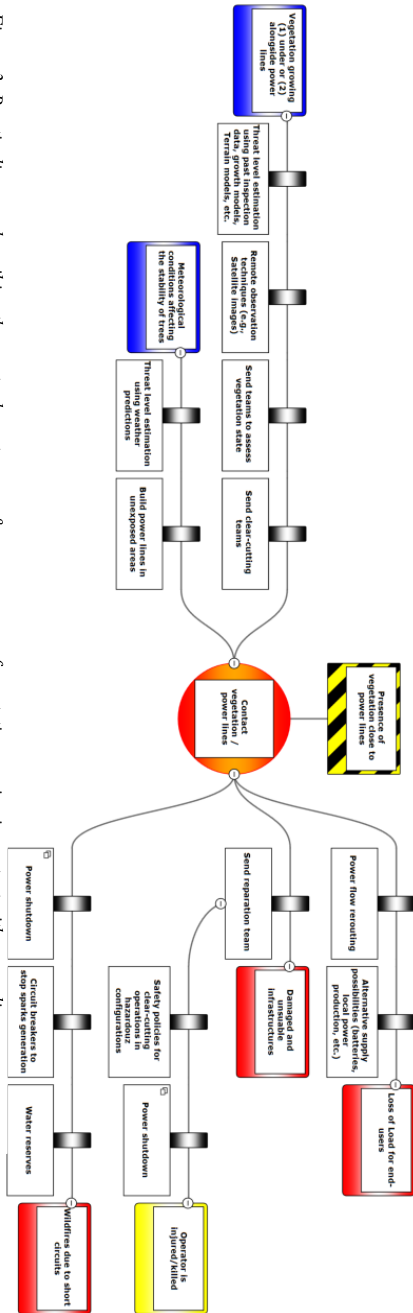 Presence of
vegetation close to
power lines
Vegetation growing
(1) under or (2)
alongside power
lines
Threat level estimation
using past inspection
data, growth models,
Terrain models, etc.
Remote observation
techniques (e.g.,
Satellite images)
Send teams to assess
vegetation state
Send clear-cutting
teams
Meteorological
conditions affecting
the stability of trees
Threat level estimation
using weather
predictions
Build power lines in
unexposed areas
Contact
vegetation /
power lines
Power flow rerouting
Alternative supply
possibilities (batteries,
local power
production, etc.)
Loss of Load for end-
users
Send reparation team
Damaged and
unsuable
infrastructures
Safety policies for
clear-cutting
operations in
hazardouz
configurations
Power shutdown
Operator is
injured/killed
Power shutdown
Circuit breakers to
stop sparks generation
Water reserves
Wildfires due to short
circuits